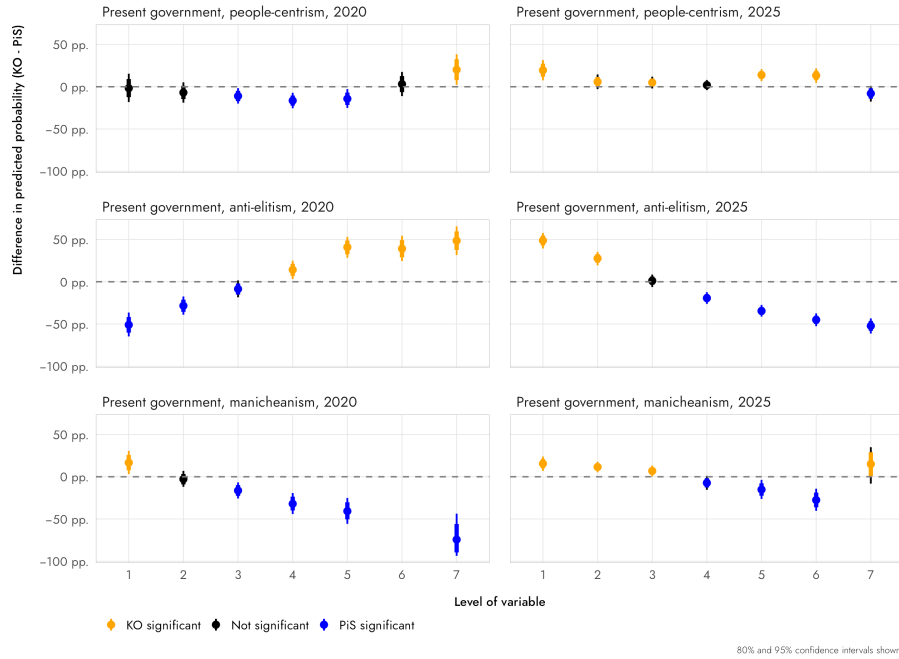 Present government, people-centrism, 2020
Present government, people-centrism, 2025
Difference in predicted probability (KO - PiS)
50 pp.
0 pp.
−50 pp.
−100 pp.
Present government, anti-elitism, 2020
Present government, anti-elitism, 2025
50 pp.
0 pp.
−50 pp.
−100 pp.
Present government, manicheanism, 2020
Present government, manicheanism, 2025
50 pp.
0 pp.
−50 pp.
−100 pp.
1 2 3 4 5 6 7
1 2 3 4 5 6 7
Level of variable
KO significant Not significant PiS significant
80% and 95% confidence intervals shown